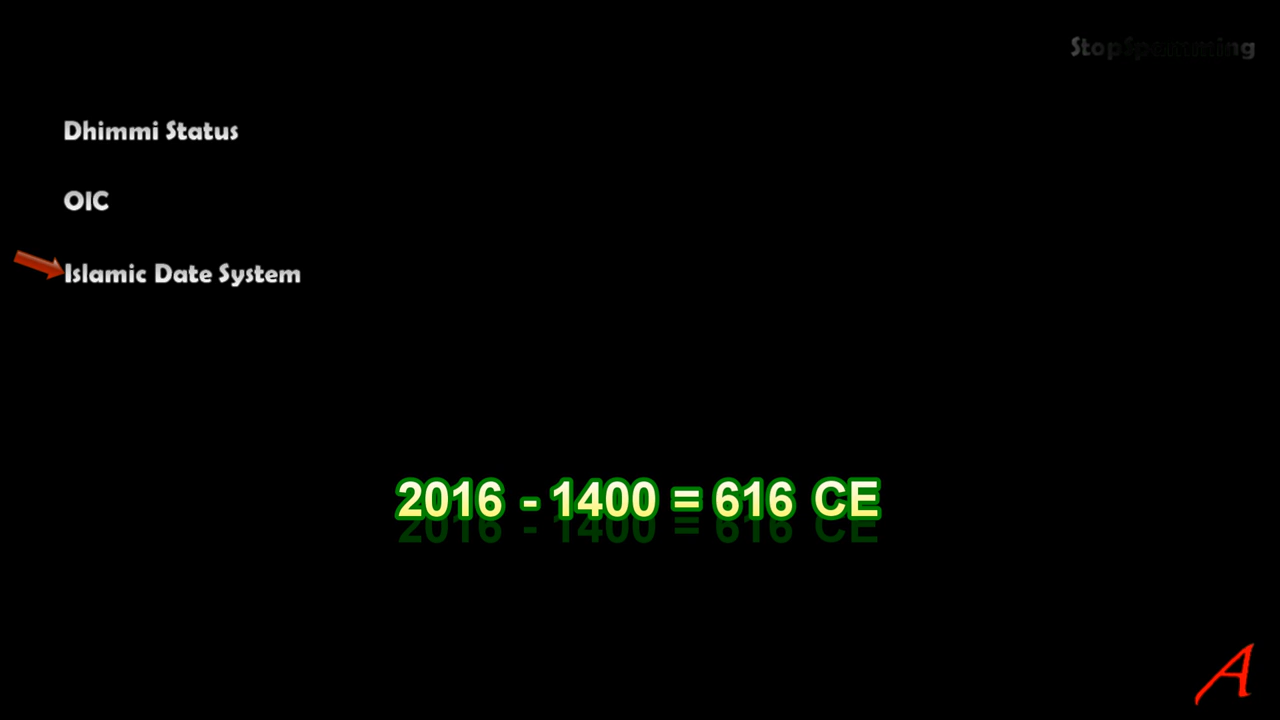 StopSpamming
Dhimmi Status
OIC
Islamic Date System
2016 - 1400 = 616 CE
A